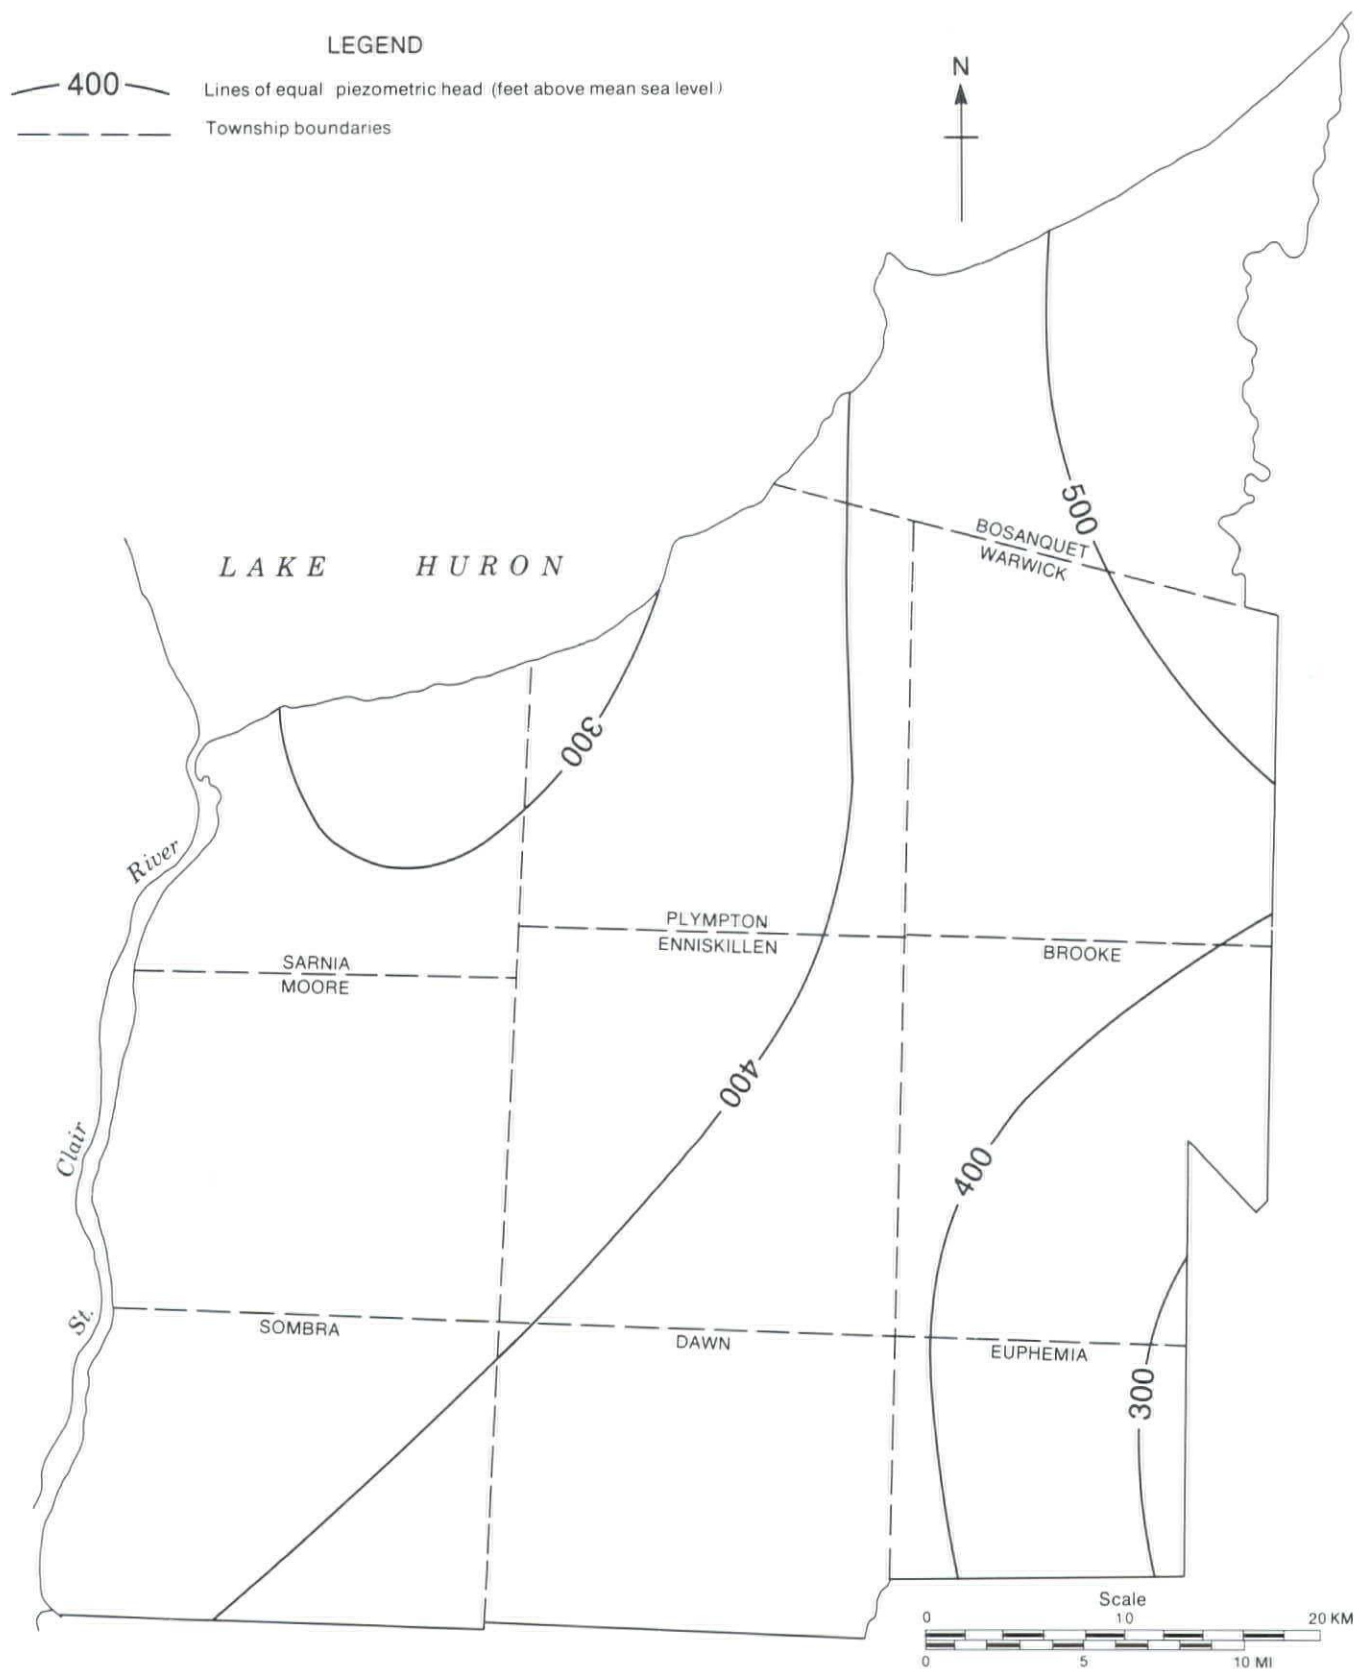 LEGEND
400
Lines of equal piezometric head (feet above mean sea level)
Township boundaries
N
500
BOSANQUET
WARWICK
LAKE HURON
300
River
PLYMPTON
ENNISKILLEN
BROOKE
SARNIA
MOORE
400
Clair
400
St.
SOMBRA
DAWN
EUPHEMIA
300
Scale
0 10 20 KM
0 5 10 MI